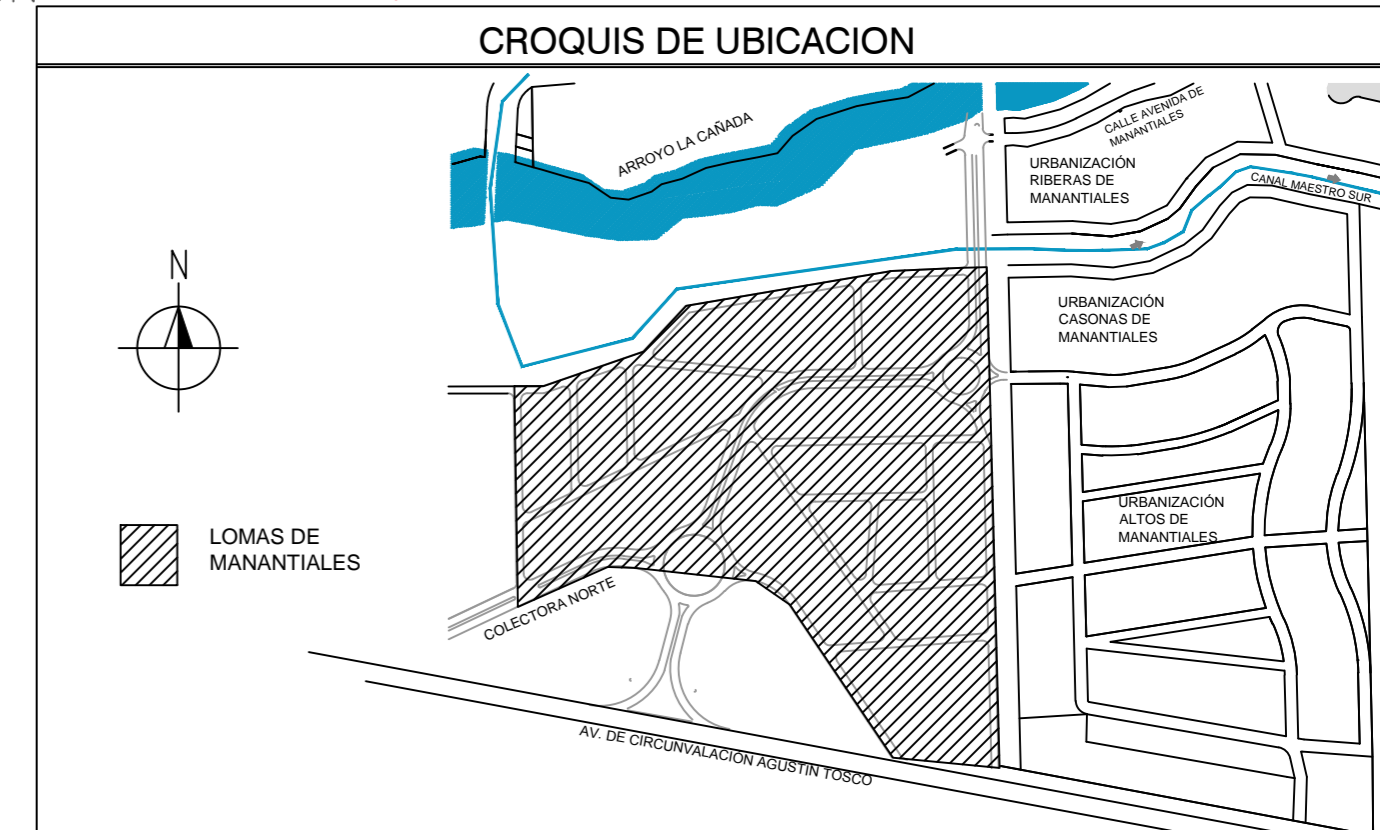 CROQUIS DE UBICACION
ARROYO LA CAÑADA
CALLE AVENIDA DE
MANANTIALES
URBANIZACIÓN
RIBERAS DE
MANANTIALES
CANAL MAESTRO SUR
N
URBANIZACIÓN
CASONAS DE
MANANTIALES
URBANIZACIÓN
ALTOS DE
MANANTIALES
LOMAS DE
MANANTIALES
COLECTORA NORTE
AV. DE CIRCUNVALACION AGUSTIN TOSCO